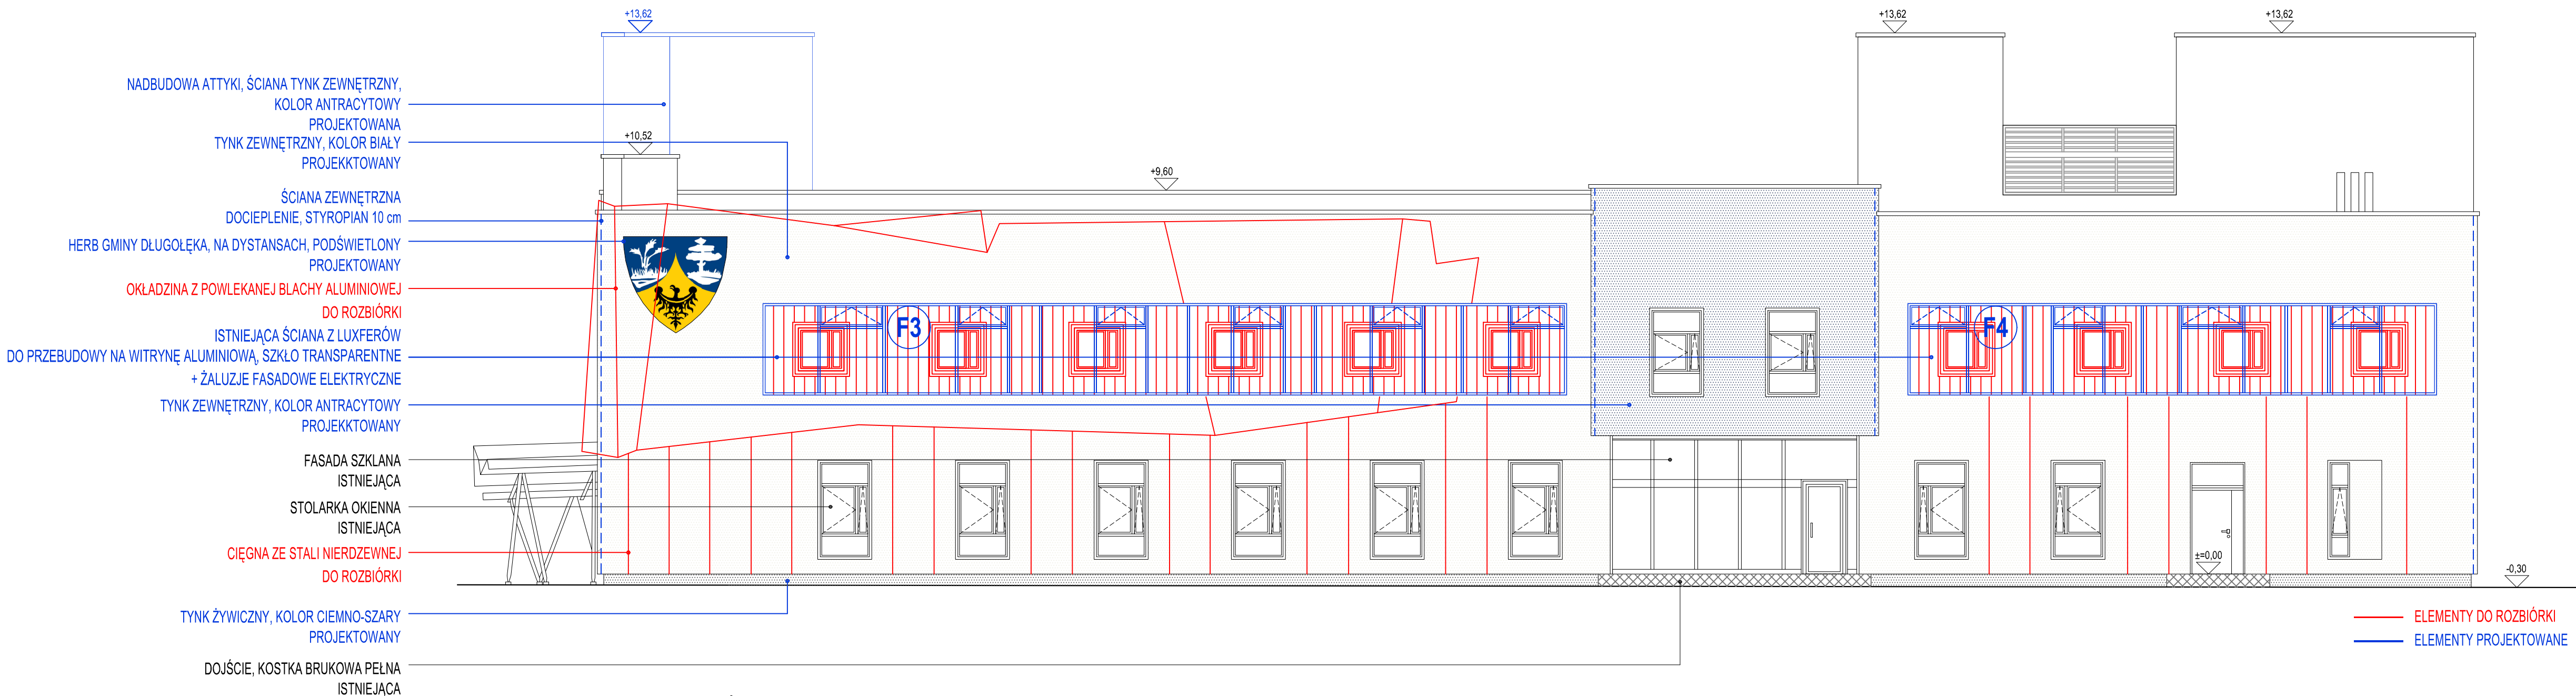 +13,62
+13,62
+13,62
NADBUDOWA ATTYKI, ŚCIANA TYNK ZEWNĘTRZNY,
KOLOR ANTRACYTOWY
PROJEKTOWANA
+10,52
TYNK ZEWNĘTRZNY, KOLOR BIAŁY
PROJEKKTOWANY
+9,60
ŚCIANA ZEWNĘTRZNA
DOCIEPLENIE, STYROPIAN 10 cm
HERB GMINY DŁUGOŁĘKA, NA DYSTANSACH, PODŚWIETLONY
PROJEKTOWANY
OKŁADZINA Z POWLEKANEJ BLACHY ALUMINIOWEJ
DO ROZBIÓRKI
F3
F4
ISTNIEJĄCA ŚCIANA Z LUXFERÓW
DO PRZEBUDOWY NA WITRYNĘ ALUMINIOWĄ, SZKŁO TRANSPARENTNE
+ ŻALUZJE FASADOWE ELEKTRYCZNE
TYNK ZEWNĘTRZNY, KOLOR ANTRACYTOWY
PROJEKKTOWANY
FASADA SZKLANA
ISTNIEJĄCA
STOLARKA OKIENNA
ISTNIEJĄCA
CIĘGNA ZE STALI NIERDZEWNEJ
DO ROZBIÓRKI
±=0,00
-0,30
TYNK ŻYWICZNY, KOLOR CIEMNO-SZARY
PROJEKTOWANY
ELEMENTY DO ROZBIÓRKI
ELEMENTY PROJEKTOWANE
DOJŚCIE, KOSTKA BRUKOWA PEŁNA
ISTNIEJĄCA